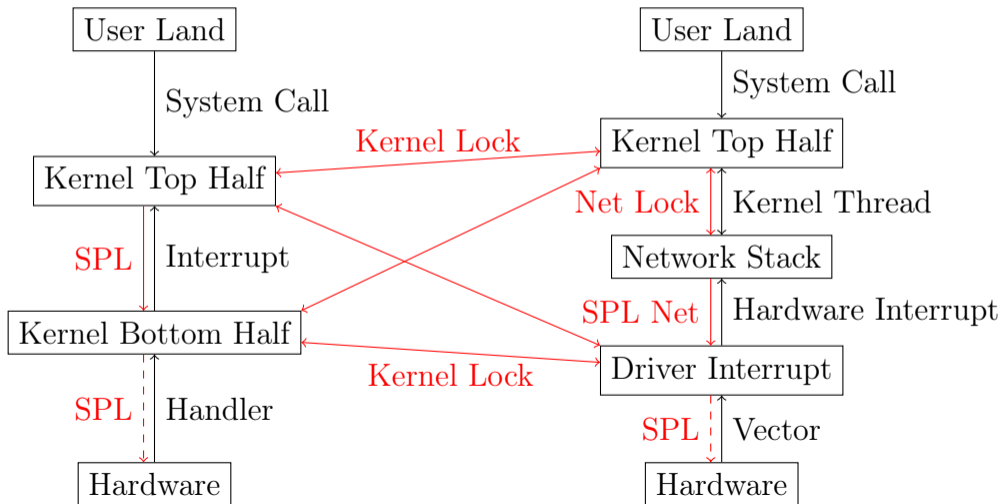 User Land
User Land
System Call
System Call
Kernel Lock
Kernel Top Half
Kernel Top Half
Net Lock
Kernel Thread
SPL
Interrupt
Network Stack
SPL Net
Hardware Interrupt
Kernel Bottom Half
Kernel Lock
Driver Interrupt
SPL
Handler
SPL
Vector
Hardware
Hardware